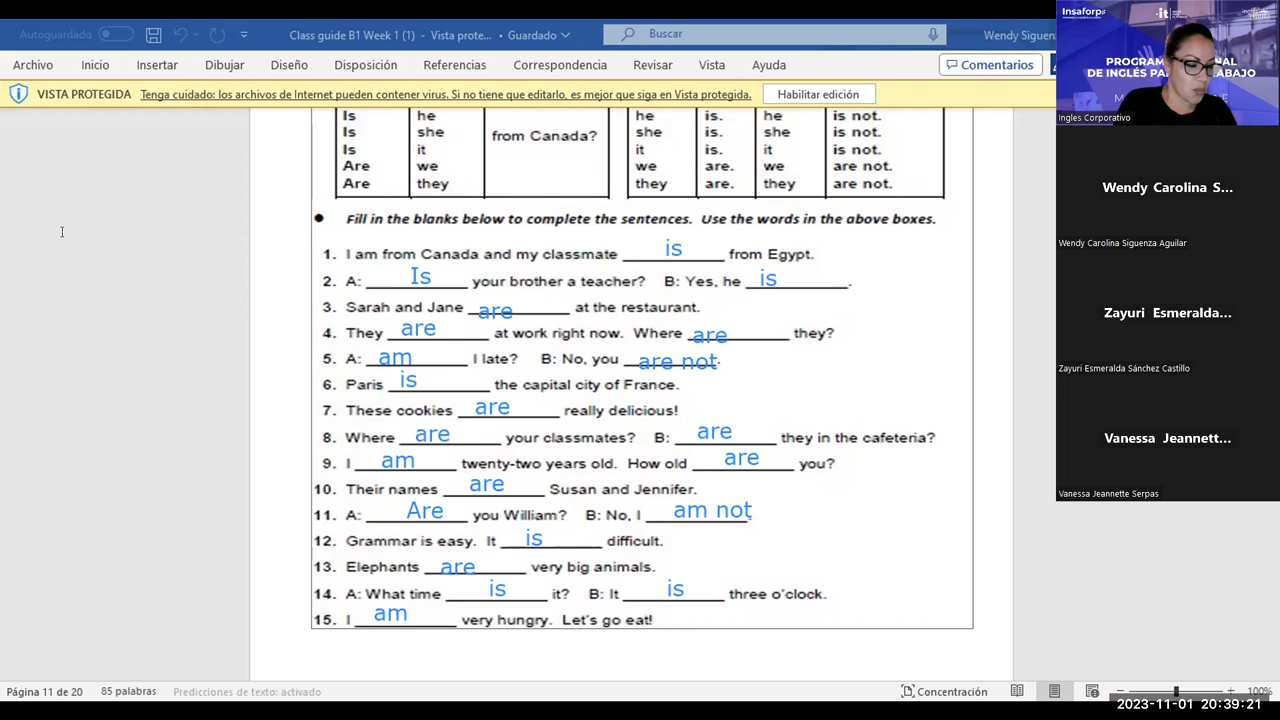 Autoguardado Class guide B1 Week 1 (1) - Vista prote... • Guardado Buscar Wendy Siguenz
Archivo Inicio Insertar Dibujar Disposición Diseño Referencias Correspondencia Revisar Vista Ayuda Comentarios
VISTA PROTEGIDA Tenga cuidado: los archivos de Internet pueden contener virus. Si no tiene que editarlo, es mejor que siga en Vista protegida. Habilitar edición
Is he he is. he is not.
Is she from Canada? she is. she is not.
Is it it is. it is not.
Are we we are. we are not.
Are they they are. they are not.
● Fill in the blanks below to complete the sentences. Use the words in the above boxes.
1. I am from Canada and my classmate is from Egypt.
2. A: Is your brother a teacher? B: Yes, he is.
3. Sarah and Jane are at the restaurant.
4. They are at work right now. Where are they?
5. A: am I late? B: No, you are not.
6. Paris is the capital city of France.
7. These cookies are really delicious!
8. Where are your classmates? B: are they in the cafeteria?
9. I am twenty-two years old. How old are you?
10. Their names are Susan and Jennifer.
11. A: Are you William? B: No, I am not.
12. Grammar is easy. It is difficult.
13. Elephants are very big animals.
14. A: What time is it? B: It is three o'clock.
15. I am very hungry. Let's go eat!
Página 11 de 20 85 palabras Predicciones de texto: activado Concentración 100%
Insaforp it
Ingles Corporativo
Wendy Carolina S...
Wendy Carolina Siguenza Aguilar
Zayuri Esmeralda...
Zayuri Esmeralda Sánchez Castillo
Vanessa Jeannett...
Vanessa Jeannette Serpas
2023-11-01 20:39:21